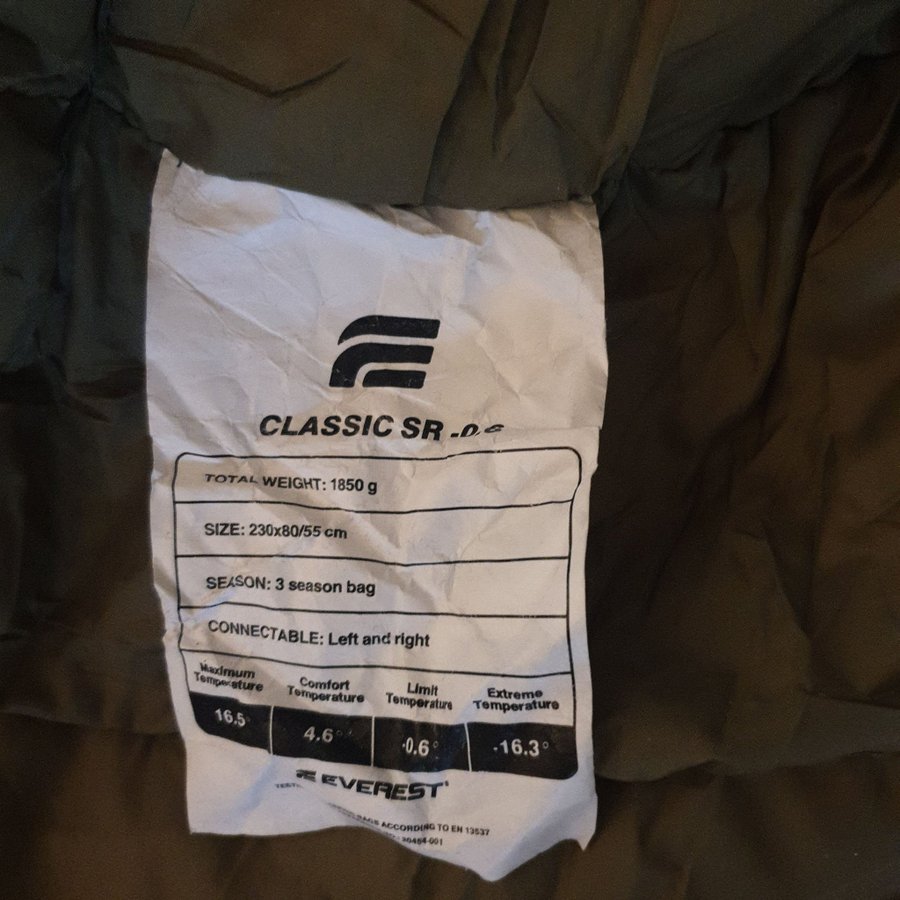 CLASSIC SR
TOTAL WEIGHT: 1850 g
SIZE: 230x80/55 cm
SEASON: 3 season bag
CONNECTABLE: Left and right
Maximum Temperature
Comfort Temperature
Limit Temperature
Extreme Temperature
16.5°
4.6°
-0.6°
-16.3°
EVEREST
ACCORDING TO EN 13537